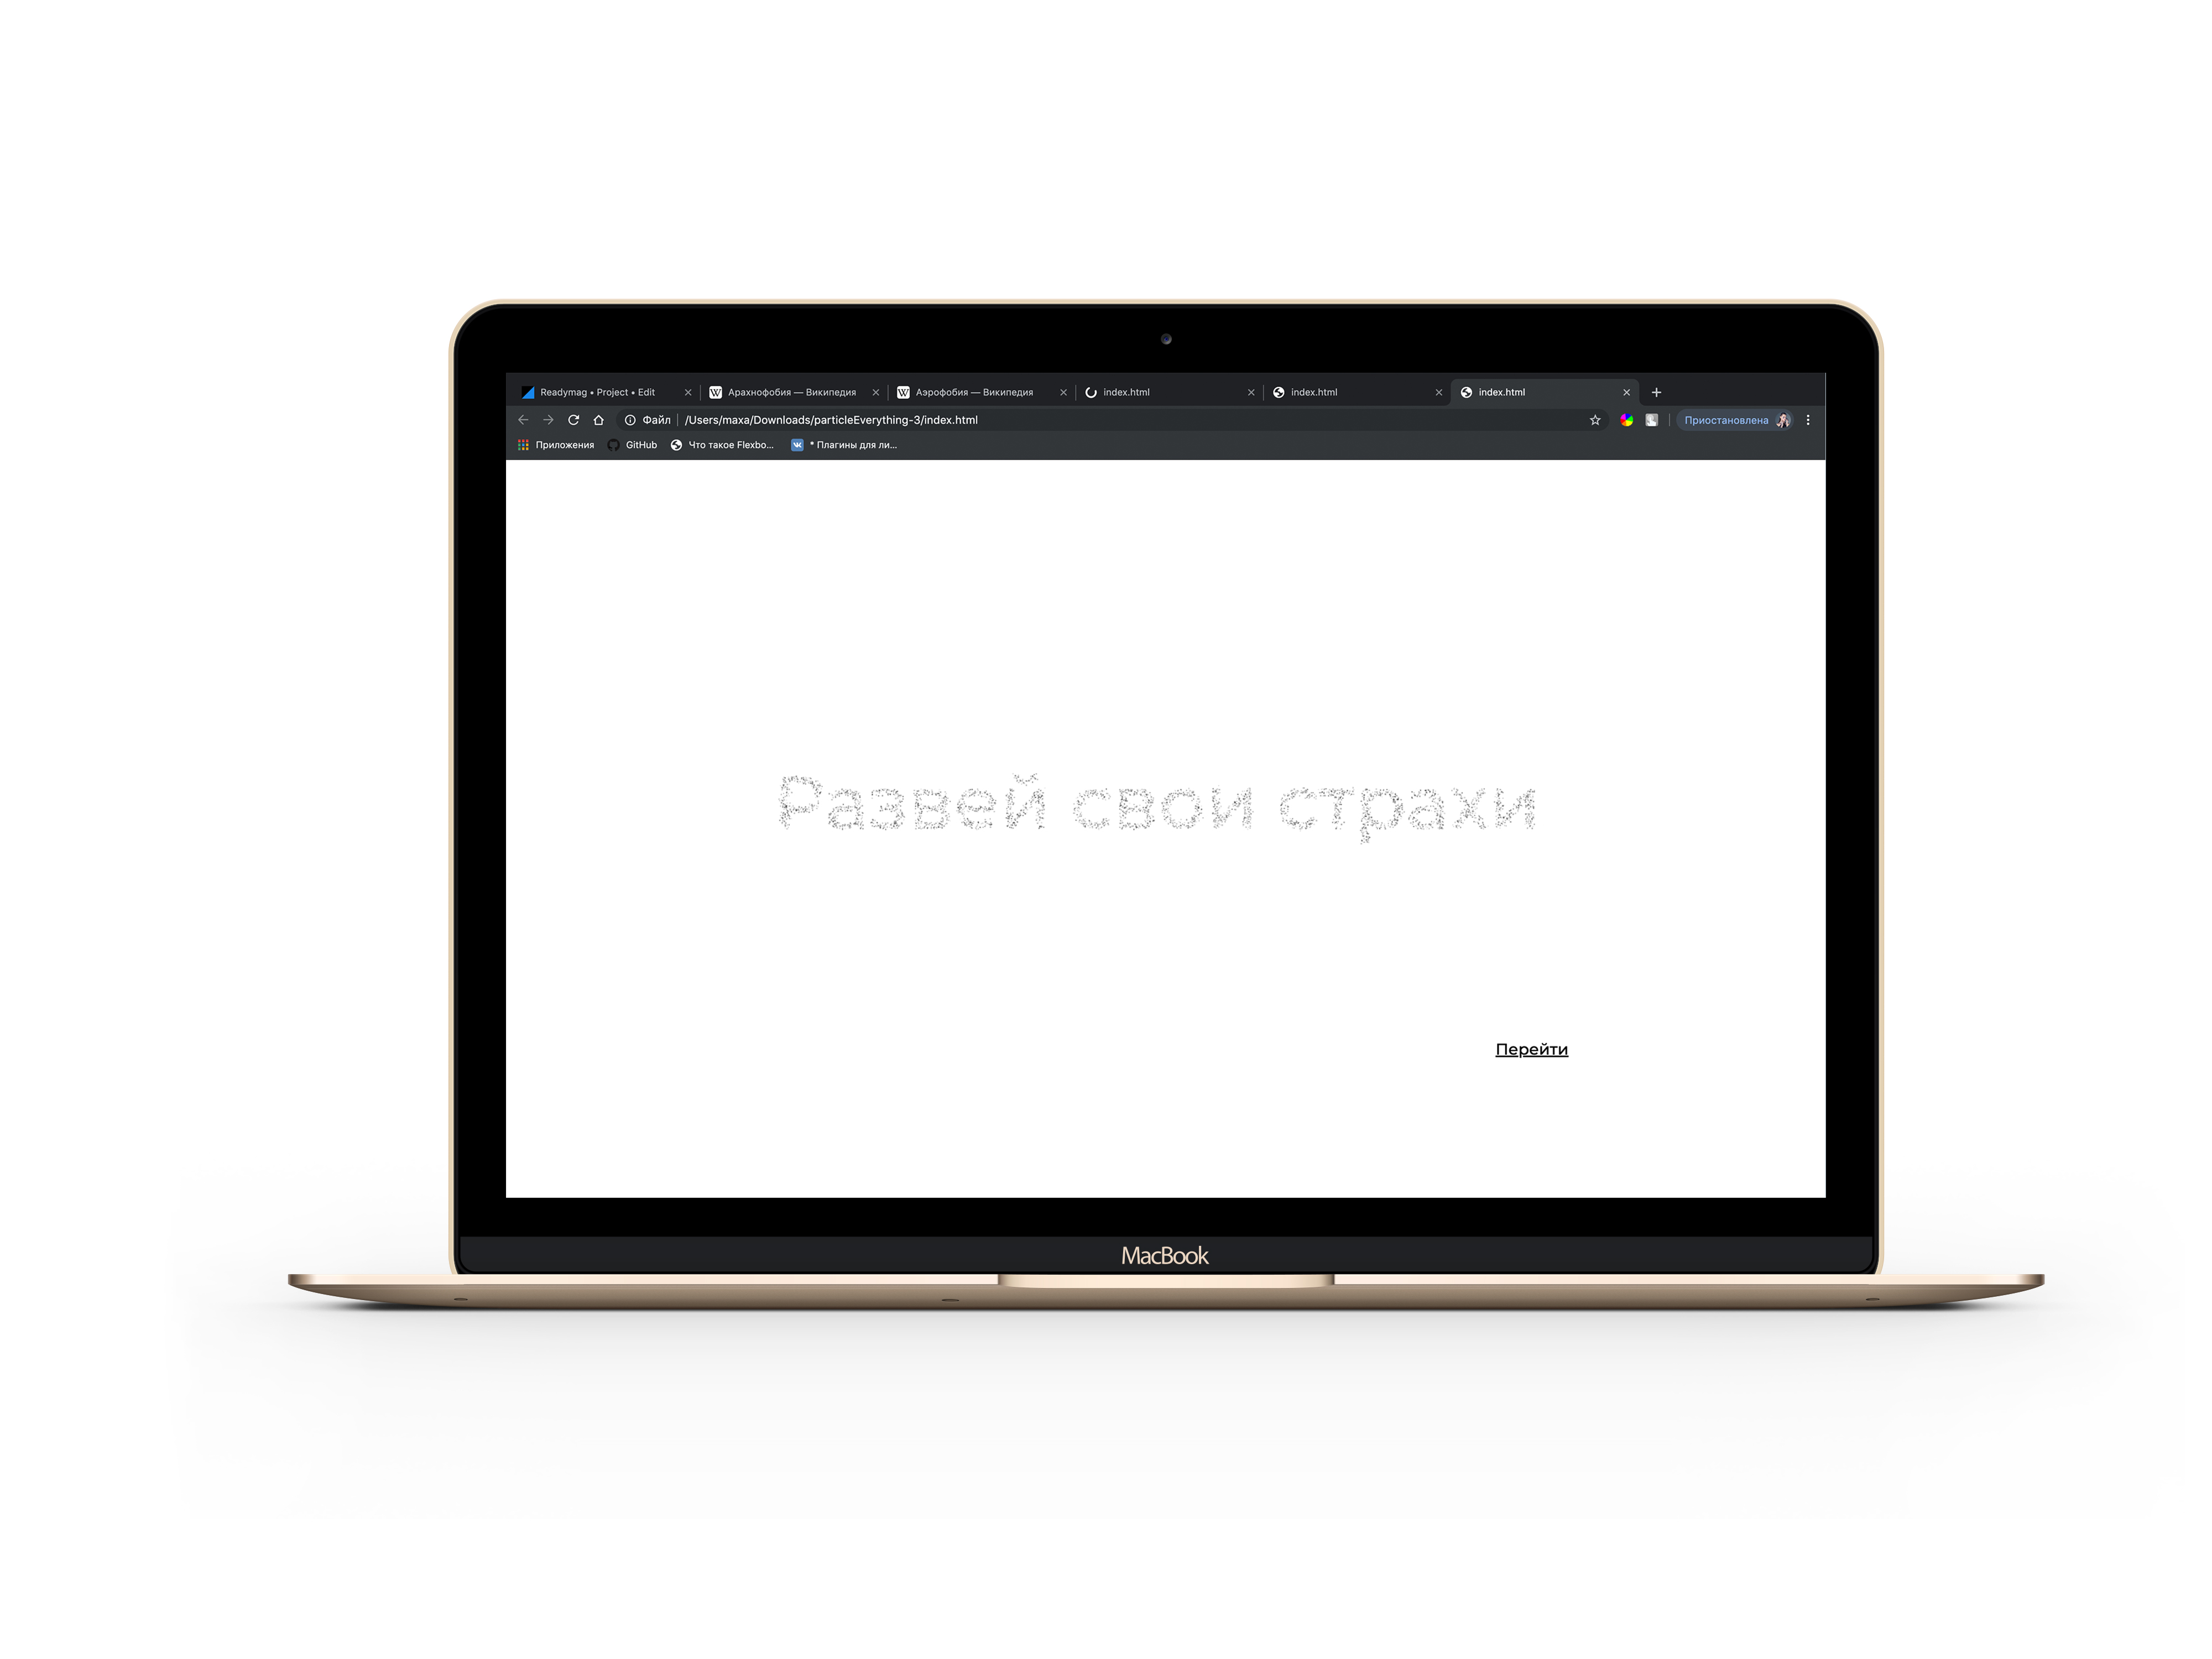 Readymag • Project • Edit
Арахнофобия — Википедия
Аэрофобия — Википедия
index.html
index.html
index.html
Файл /Users/maxa/Downloads/particleEverything-3/index.html
Приостановлена
Приложения
GitHub
Что такое Flexbo...
* Плагины для ли...
Развей свои страхи
Перейти
MacBook